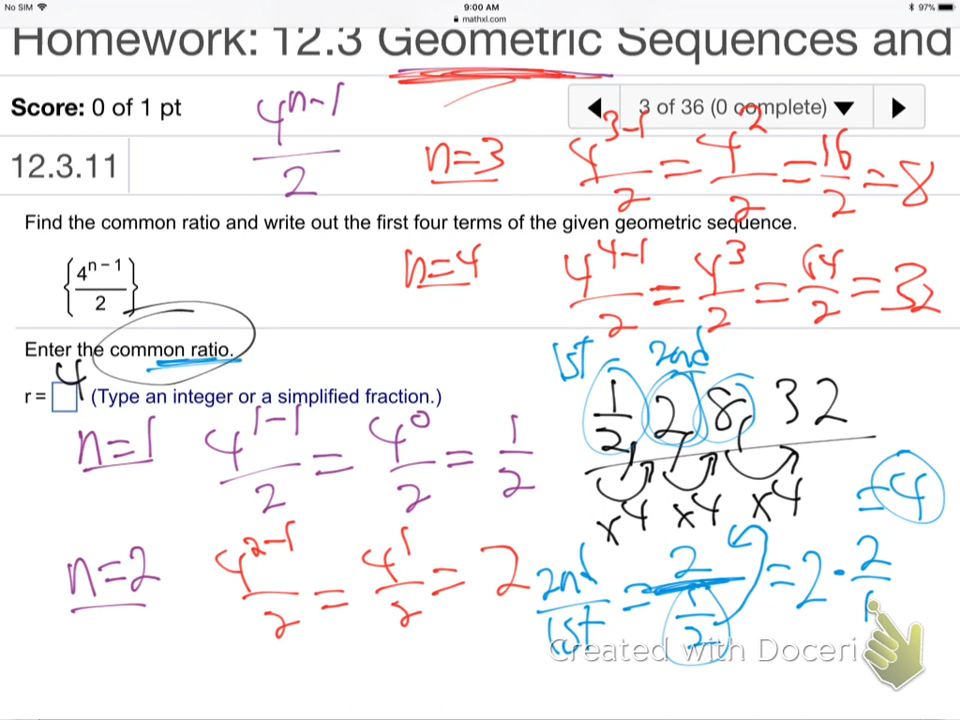 No SIM 9:00 AM 97%
mathxl.com
Homework: 12.3 Geometric Sequences and
Score: 0 of 1 pt
3 of 36 (0 complete)
12.3.11
4^(n-1)/2
n=3 4^(3-1)/2 = 4^2/2 = 16/2 = 8
Find the common ratio and write out the first four terms of the given geometric sequence.
{4^(n-1)/2}
n=4 4^(4-1)/2 = 4^3/2 = 64/2 = 32
Enter the common ratio.
r = 4 (Type an integer or a simplified fraction.)
1st 2nd
1/2, 2, 8, 32
x4 x4 x4
n=1 4^(1-1)/2 = 4^0/2 = 1/2
n=2 4^(2-1)/2 = 4^1/2 = 2
2nd/1st = 2/(1/2) = 2 · 2/1
=4
Created with Doceri